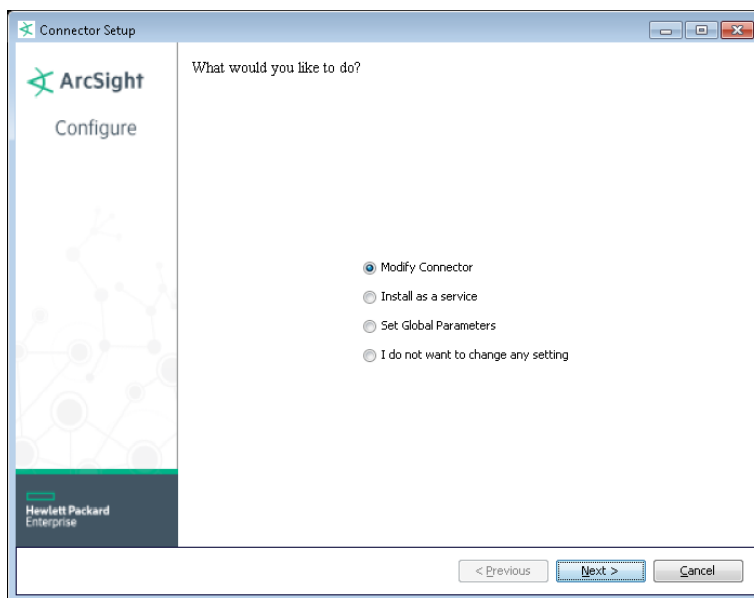 Connector Setup
ArcSight
Configure
What would you like to do?
Modify Connector
Install as a service
Set Global Parameters
I do not want to change any setting
Hewlett Packard
Enterprise
< Previous
Next >
Cancel